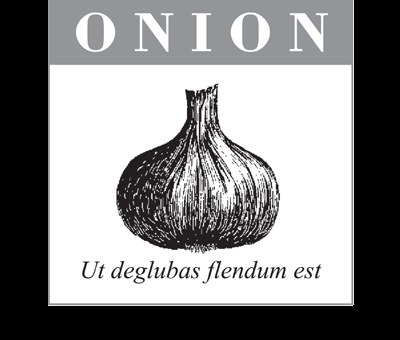 ONION
Ut deglubas flendum est